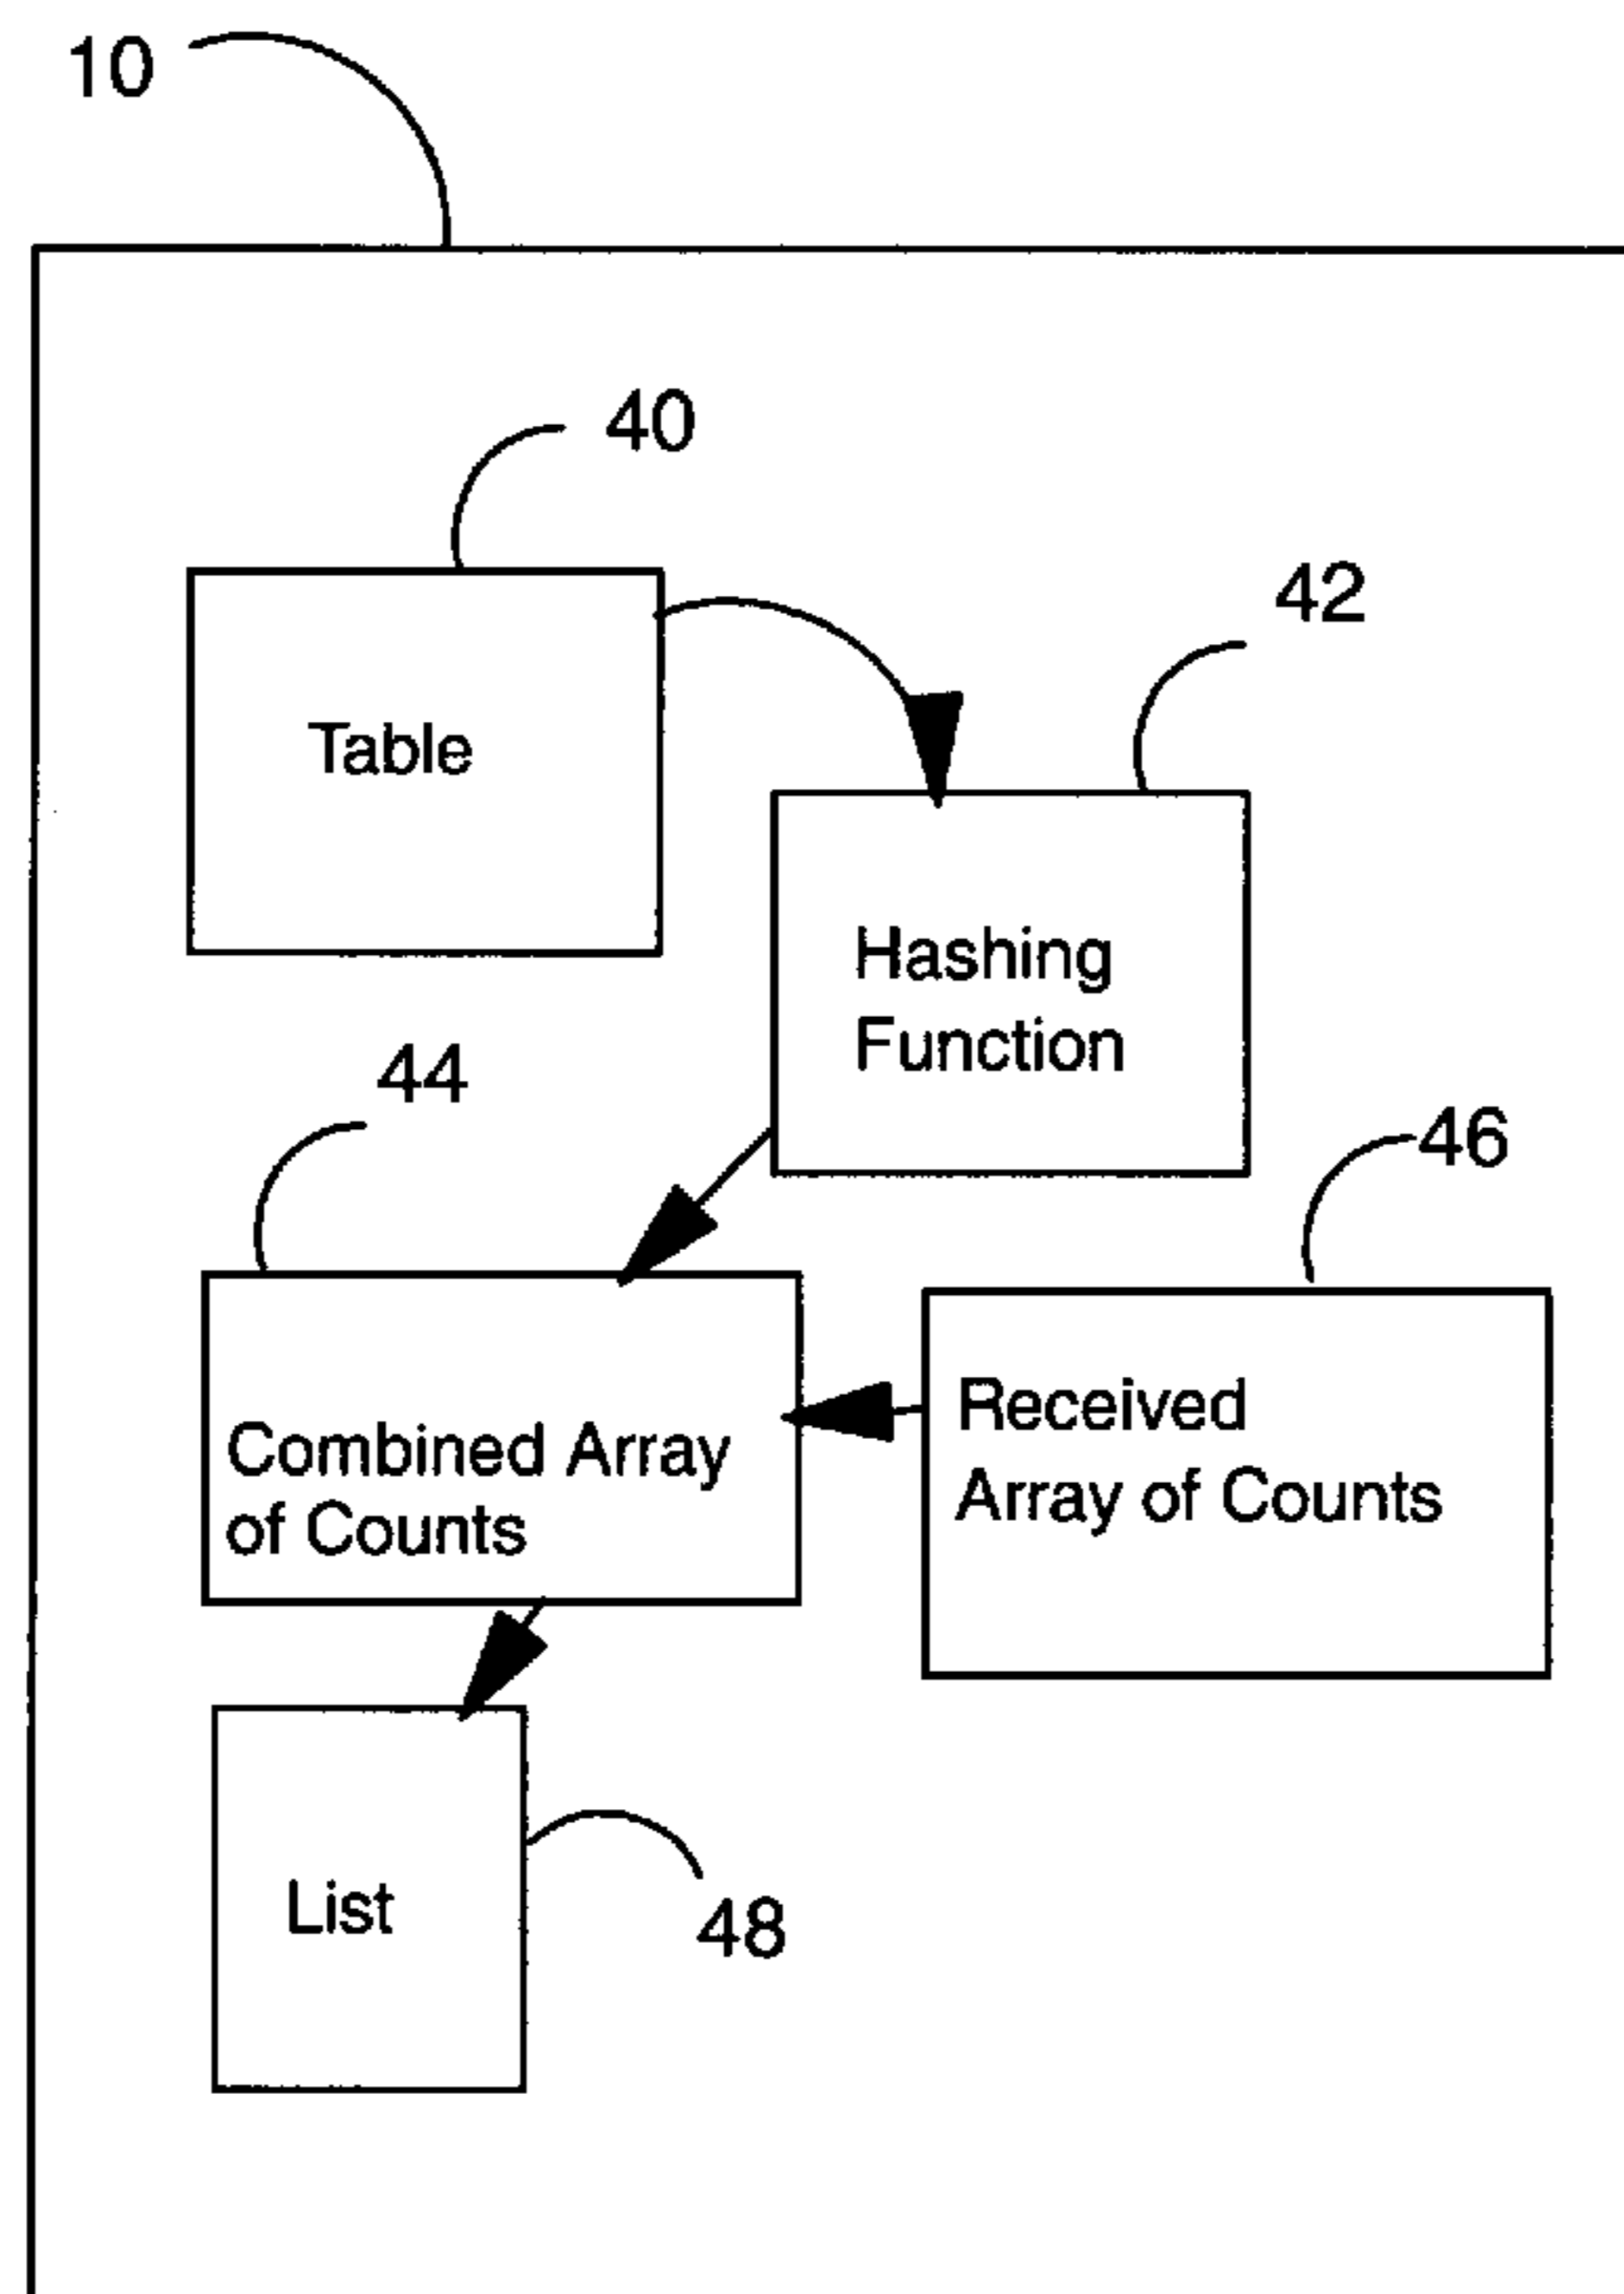 10
40
42
Table
Hashing
Function
44
46
Combined Array
of Counts
Received
Array of Counts
List
48